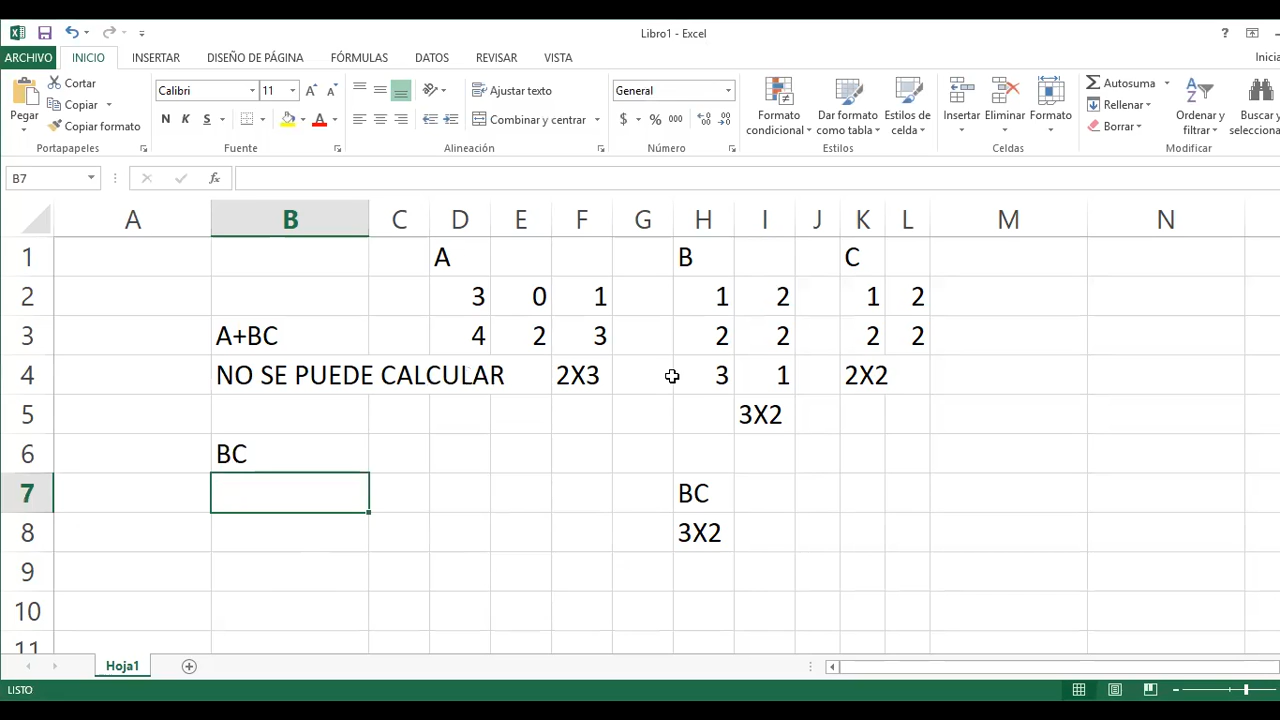 Libro1 - Excel
?
ARCHIVO INICIO INSERTAR DISEÑO DE PÁGINA FÓRMULAS DATOS REVISAR VISTA Inicia
Pegar
Cortar
Copiar
Copiar formato
Portapapeles
Calibri 11
N K S
Fuente
Ajustar texto
Combinar y centrar
Alineación
General
$ % 000
Número
Formato condicional
Dar formato como tabla
Estilos de celda
Estilos
Insertar Eliminar Formato
Celdas
Autosuma
Rellenar
Borrar
Ordenar y filtrar
Buscar y
selecciona
Modificar
B7 fx
A B C D E F G H I J K L M N
1 A B C
2 3 0 1 1 2 1 2
3 A+BC 4 2 3 2 2 2 2
4 NO SE PUEDE CALCULAR 2X3 3 1 2X2
5 3X2
6 BC
7 BC
8 3X2
9
10
11
Hoja1
LISTO